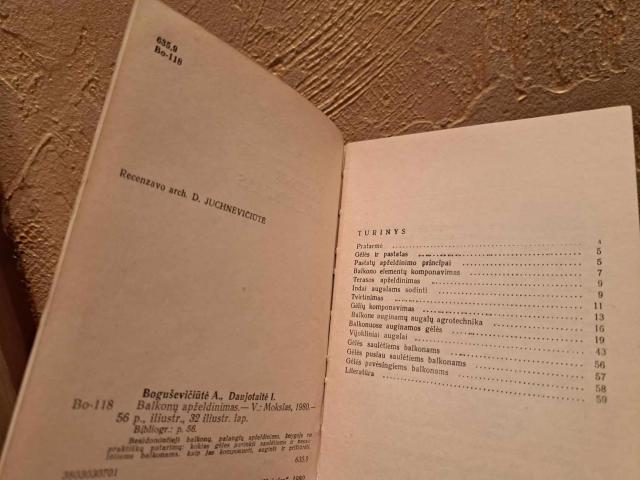 635.9
Bo-118
Recenzavo arch. D. JUCHNEVIČIŪTĖ
Boguševičiūtė A., Daujotaitė I.
Bo-118 Balkonų apželdinimas.— V.: Mokslas, 1980.—
56 p., iliustr., 32 iliustr. lap.
Bibliogr.: p. 56.
635.9
3803030701
TURINYS
Pratarmė 4
Gėlės ir pastatas 5
Pastatų apželdinimo principai 5
Balkono elementų komponavimas 7
Terasos apželdinimas 9
Indai augalams sodinti 9
Tvirtinimas 11
Gėlių komponavimas 13
Balkone auginamų augalų agrotechnika 16
Balkonuose auginamos gėlės 19
Vijokliniai augalai 43
Gėlės saulėtiems balkonams 56
Gėlės pusiau saulėtiems balkonams 57
Gėlės pavėsingiems balkonams 58
Literatūra 59